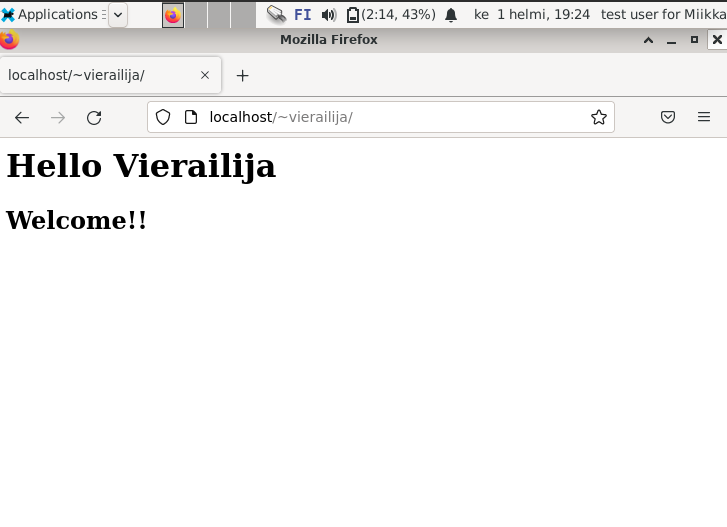 Applications
FI (2:14, 43%) ke 1 helmi, 19:24 test user for Miikka
Mozilla Firefox
localhost/~vierailija/
localhost/~vierailija/
Hello Vierailija
Welcome!!